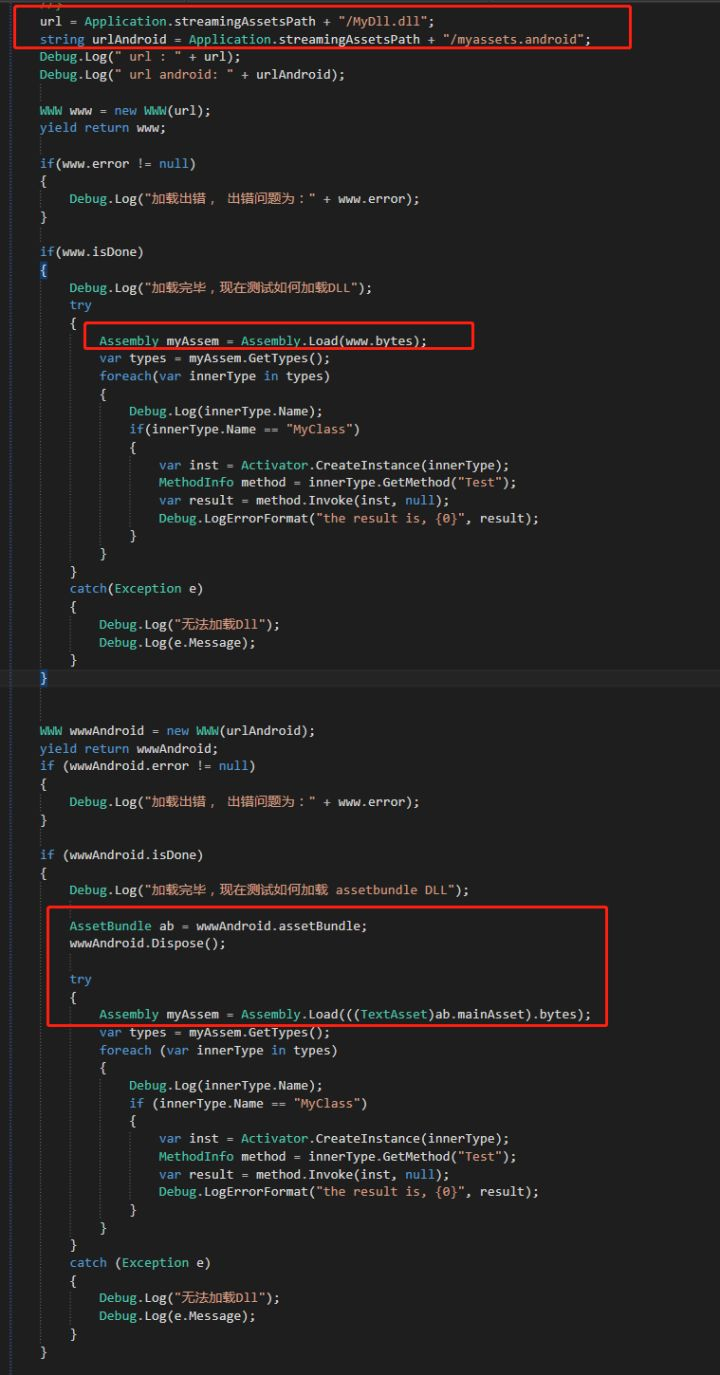 //}
url = Application.streamingAssetsPath + "/MyDll.dll";
string urlAndroid = Application.streamingAssetsPath + "/myassets.android";
Debug.Log(" url : " + url);
Debug.Log(" url android: " + urlAndroid);
WWW www = new WWW(url);
yield return www;
if(www.error != null)
{
Debug.Log("加载出错， 出错问题为：" + www.error);
}
if(www.isDone)
{
Debug.Log("加载完毕，现在测试如何加载DLL");
try
{
Assembly myAssem = Assembly.Load(www.bytes);
var types = myAssem.GetTypes();
foreach(var innerType in types)
{
Debug.Log(innerType.Name);
if(innerType.Name == "MyClass")
{
var inst = Activator.CreateInstance(innerType);
MethodInfo method = innerType.GetMethod("Test");
var result = method.Invoke(inst, null);
Debug.LogErrorFormat("the result is, {0}", result);
}
}
}
catch(Exception e)
{
Debug.Log("无法加载Dll");
Debug.Log(e.Message);
}
}
WWW wwwAndroid = new WWW(urlAndroid);
yield return wwwAndroid;
if (wwwAndroid.error != null)
{
Debug.Log("加载出错， 出错问题为：" + www.error);
}
if (wwwAndroid.isDone)
{
Debug.Log("加载完毕，现在测试如何加载 assetbundle DLL");
AssetBundle ab = wwwAndroid.assetBundle;
wwwAndroid.Dispose();
try
{
Assembly myAssem = Assembly.Load(((TextAsset)ab.mainAsset).bytes);
var types = myAssem.GetTypes();
foreach (var innerType in types)
{
Debug.Log(innerType.Name);
if (innerType.Name == "MyClass")
{
var inst = Activator.CreateInstance(innerType);
MethodInfo method = innerType.GetMethod("Test");
var result = method.Invoke(inst, null);
Debug.LogErrorFormat("the result is, {0}", result);
}
}
}
catch (Exception e)
{
Debug.Log("无法加载Dll");
Debug.Log(e.Message);
}
}